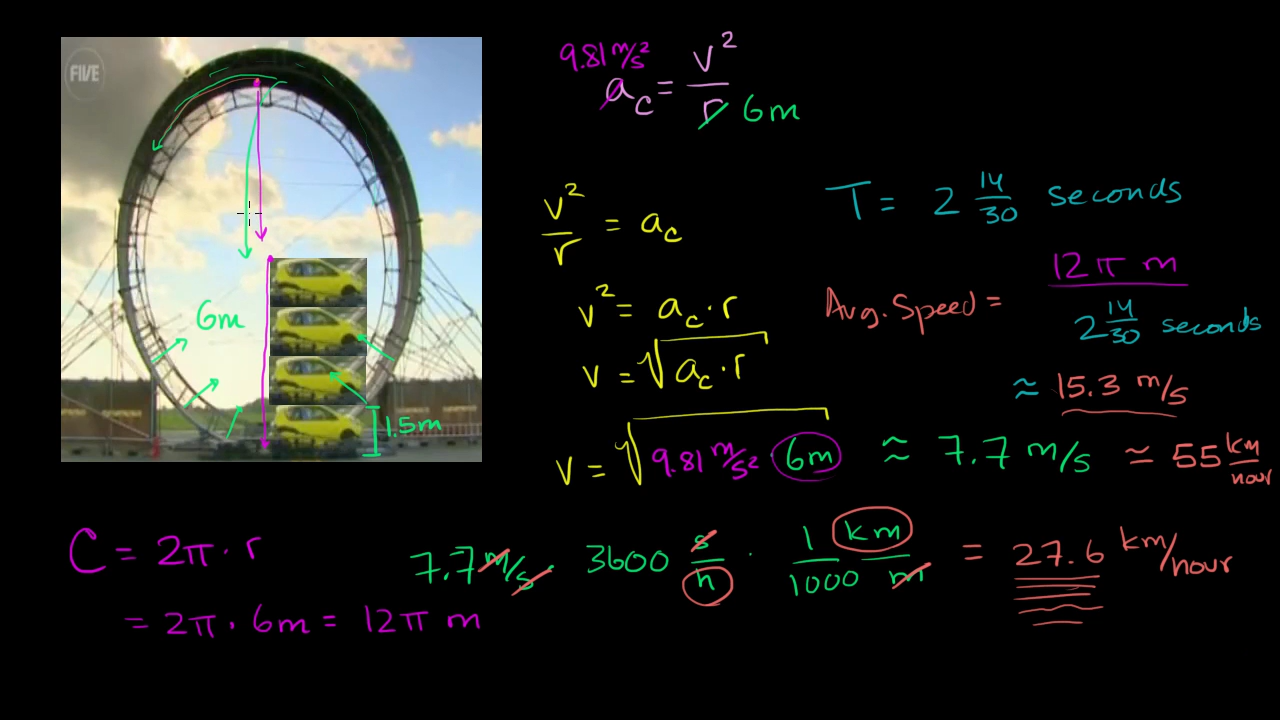 FIVE
6m
1.5m
9.81 m/s²
a_c = v²/r 6m
v²/r = a_c
v² = a_c · r
v = √(a_c · r)
v = √(9.81 m/s² · 6m) ≈ 7.7 m/s ≃ 55 km/hour
T = 2 14/30 seconds
Avg. Speed = 12π m / 2 14/30 seconds
≈ 15.3 m/s
C = 2π · r
= 2π · 6m = 12π m
7.7 m/s · 3600 s/h · 1/1000 km/m = 27.6 km/hour